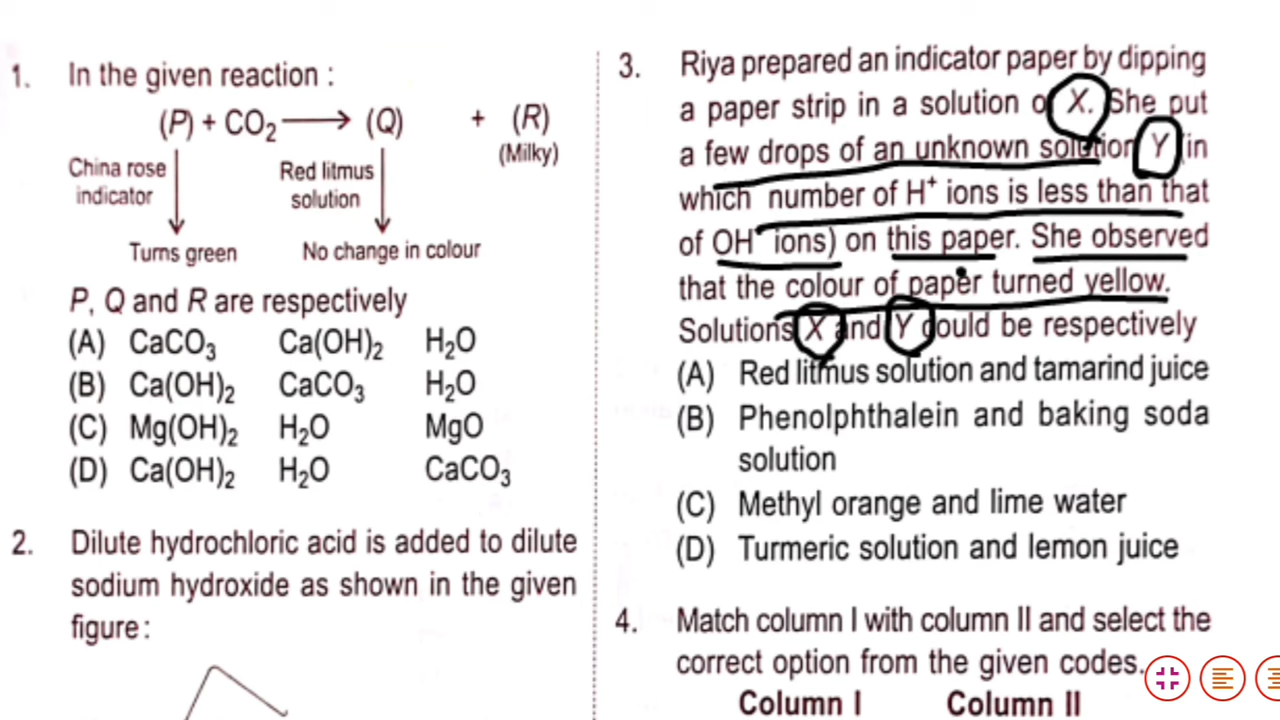 1. In the given reaction :
(P) + CO₂ ⟶ (Q) + (R)
(Milky)
China rose indicator
Red litmus solution
Turns green
No change in colour
P, Q and R are respectively
(A) CaCO₃ Ca(OH)₂ H₂O
(B) Ca(OH)₂ CaCO₃ H₂O
(C) Mg(OH)₂ H₂O MgO
(D) Ca(OH)₂ H₂O CaCO₃
2. Dilute hydrochloric acid is added to dilute
sodium hydroxide as shown in the given
figure :
3. Riya prepared an indicator paper by dipping
a paper strip in a solution o X. She put
a few drops of an unknown solution Y (in
which number of H⁺ ions is less than that
of OH⁻ ions) on this paper. She observed
that the colour of paper turned yellow.
Solutions X and Y could be respectively
(A) Red litmus solution and tamarind juice
(B) Phenolphthalein and baking soda
solution
(C) Methyl orange and lime water
(D) Turmeric solution and lemon juice
4. Match column I with column II and select the
correct option from the given codes.
Column I Column II